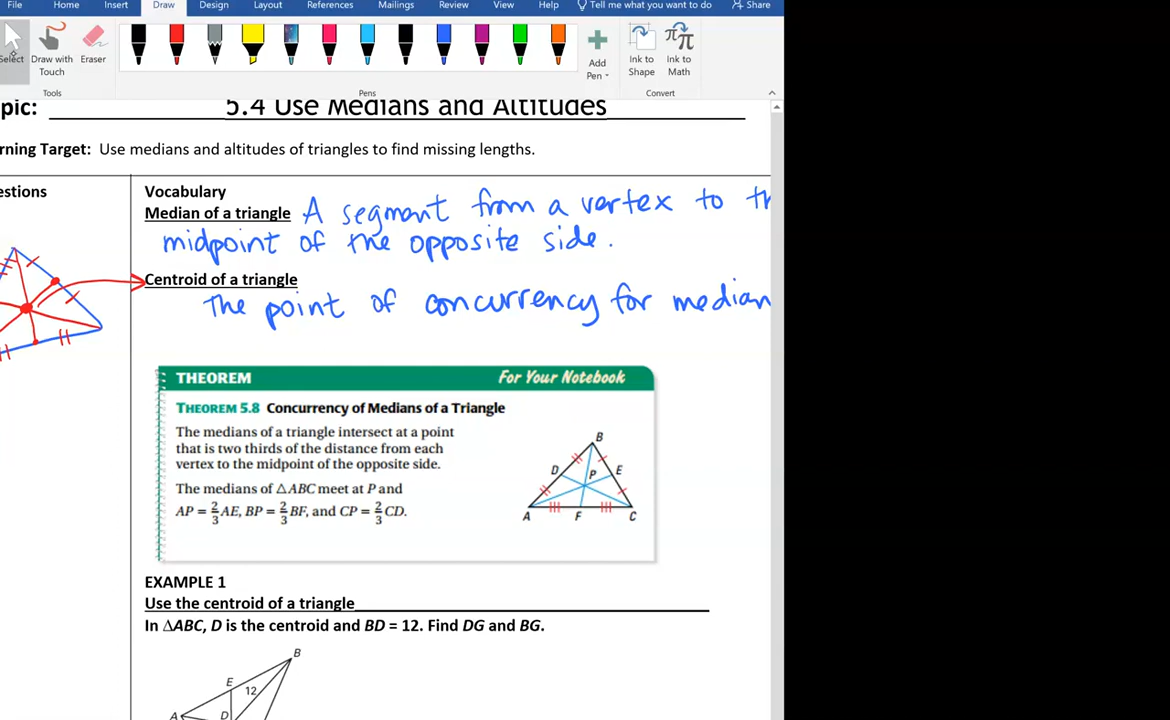 File Home Insert Draw Design Layout References Mailings Review View Help Tell me what you want to do Share
Select Draw with Touch Eraser Add Pen Ink to Shape Ink to Math
Tools Pens Convert
pic: 5.4 Use Medians and Altitudes
rning Target: Use medians and altitudes of triangles to find missing lengths.
estions
Vocabulary
Median of a triangle A segment from a vertex to th
midpoint of the opposite side.
Centroid of a triangle
The point of concurrency for median
THEOREM For Your Notebook
THEOREM 5.8 Concurrency of Medians of a Triangle
The medians of a triangle intersect at a point
that is two thirds of the distance from each
vertex to the midpoint of the opposite side.
The medians of △ABC meet at P and
AP = 2/3 AE, BP = 2/3 BF, and CP = 2/3 CD.
B
D P E
A F C
EXAMPLE 1
Use the centroid of a triangle
In ∆ABC, D is the centroid and BD = 12. Find DG and BG.
B
E
12
A D